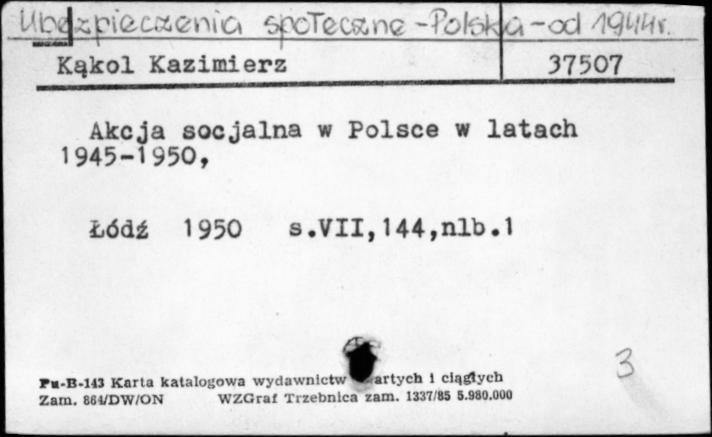 Ubezpieczenia społeczne - Polska - od 1944r.
Kąkol Kazimierz 37507
Akcja socjalna w Polsce w latach
1945-1950,
Łódź 1950 s.VII,144,nlb.1
3
Pu-B-143 Karta katalogowa wydawnictw artych i ciągłych
Zam. 864/DW/ON WZGraf Trzebnica zam. 1337/85 5.980.000